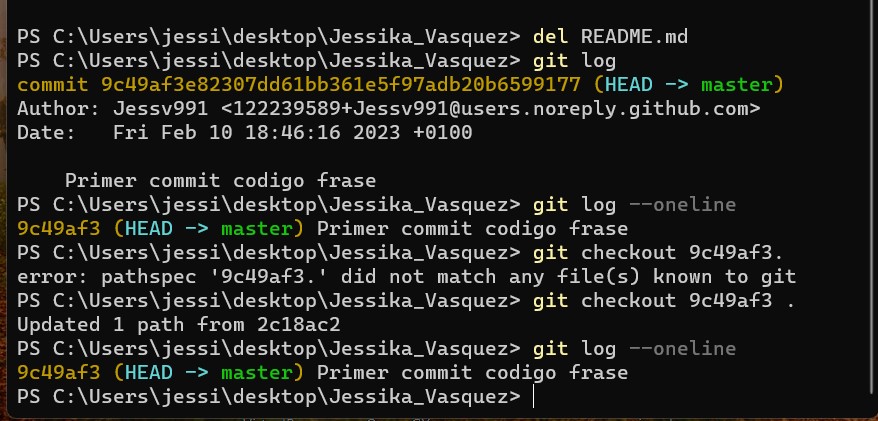 PS C:\Users\jessi\desktop\Jessika_Vasquez> del README.md
PS C:\Users\jessi\desktop\Jessika_Vasquez> git log
commit 9c49af3e82307dd61bb361e5f97adb20b6599177 (HEAD -> master)
Author: Jessv991 <122239589+Jessv991@users.noreply.github.com>
Date:   Fri Feb 10 18:46:16 2023 +0100
    Primer commit codigo frase
PS C:\Users\jessi\desktop\Jessika_Vasquez> git log --oneline
9c49af3 (HEAD -> master) Primer commit codigo frase
PS C:\Users\jessi\desktop\Jessika_Vasquez> git checkout 9c49af3.
error: pathspec '9c49af3.' did not match any file(s) known to git
PS C:\Users\jessi\desktop\Jessika_Vasquez> git checkout 9c49af3 .
Updated 1 path from 2c18ac2
PS C:\Users\jessi\desktop\Jessika_Vasquez> git log --oneline
9c49af3 (HEAD -> master) Primer commit codigo frase
PS C:\Users\jessi\desktop\Jessika_Vasquez>